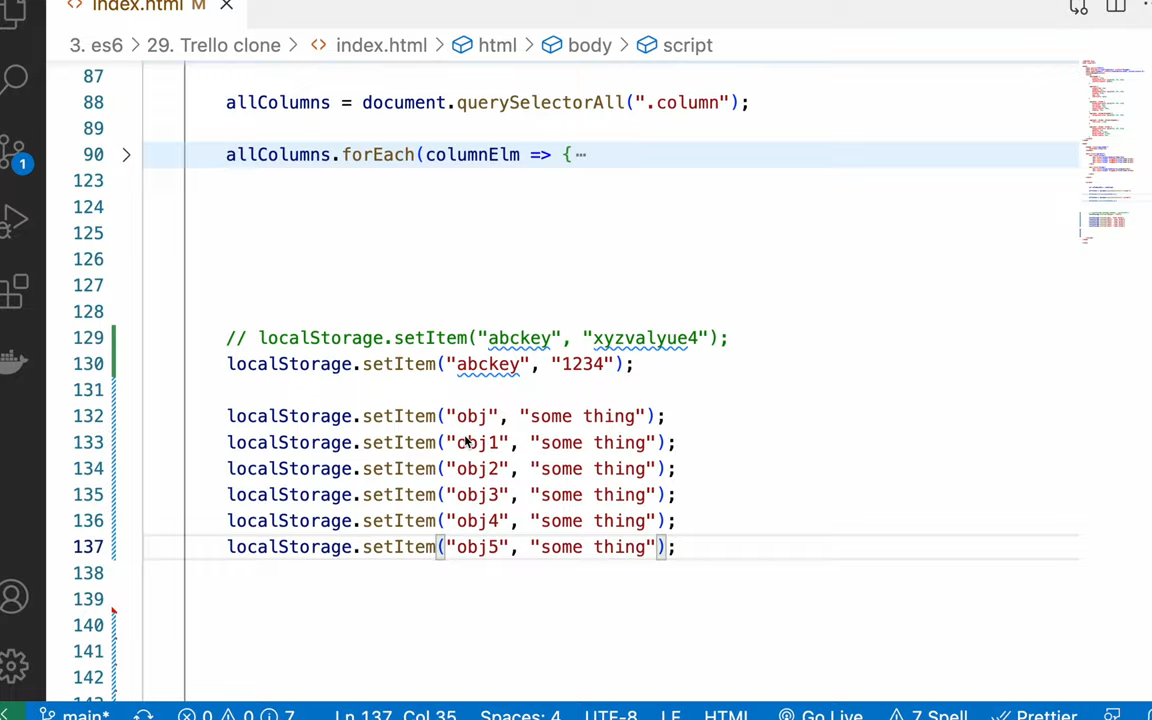 index.html M
3. es6 > 29. Trello clone > index.html > html > body > script
87
88 allColumns = document.querySelectorAll(".column");
89
90 allColumns.forEach(columnElm => {
123
124
125
126
127
128
129 // localStorage.setItem("abckey", "xyzvalyue4");
130 localStorage.setItem("abckey", "1234");
131
132 localStorage.setItem("obj", "some thing");
133 localStorage.setItem("obj1", "some thing");
134 localStorage.setItem("obj2", "some thing");
135 localStorage.setItem("obj3", "some thing");
136 localStorage.setItem("obj4", "some thing");
137 localStorage.setItem("obj5", "some thing");
138
139
140
141
142
1
main* 0 0 7 Ln 137, Col 35 Spaces: 4 UTF-8 LF HTML Go Live 7 Spell Prettier